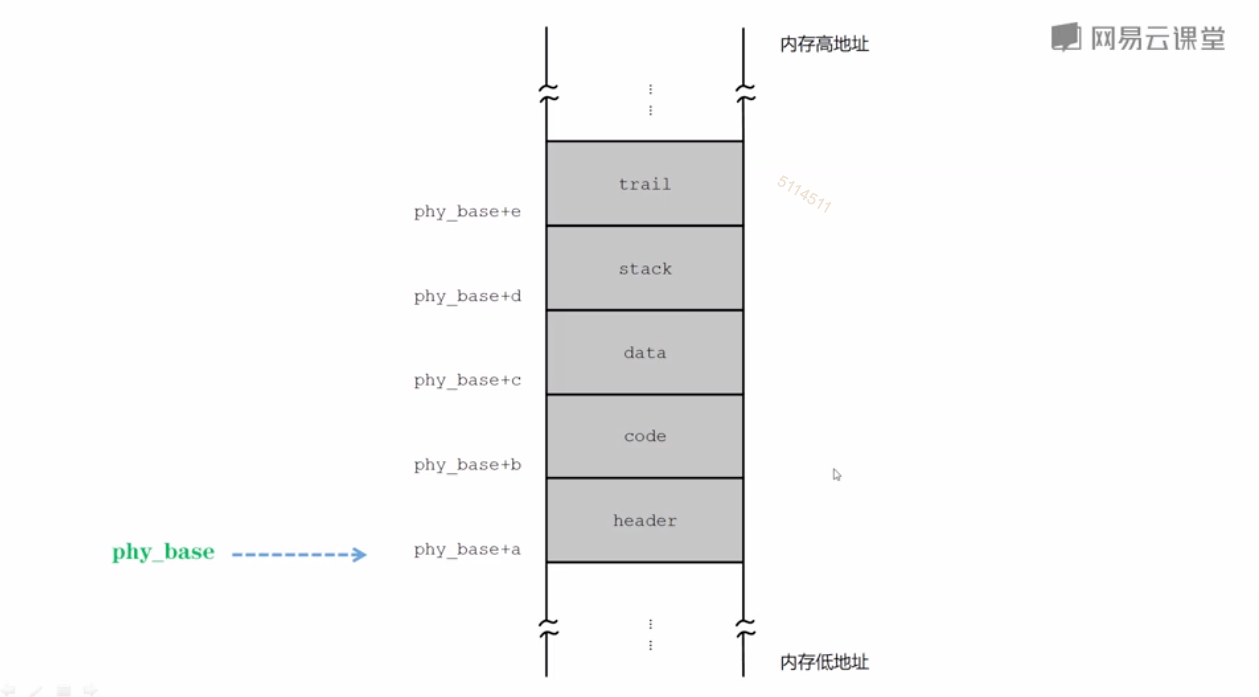 内存高地址
网易云课堂
trail
5114511
phy_base+e
stack
phy_base+d
data
phy_base+c
code
phy_base+b
header
phy_base
phy_base+a
内存低地址